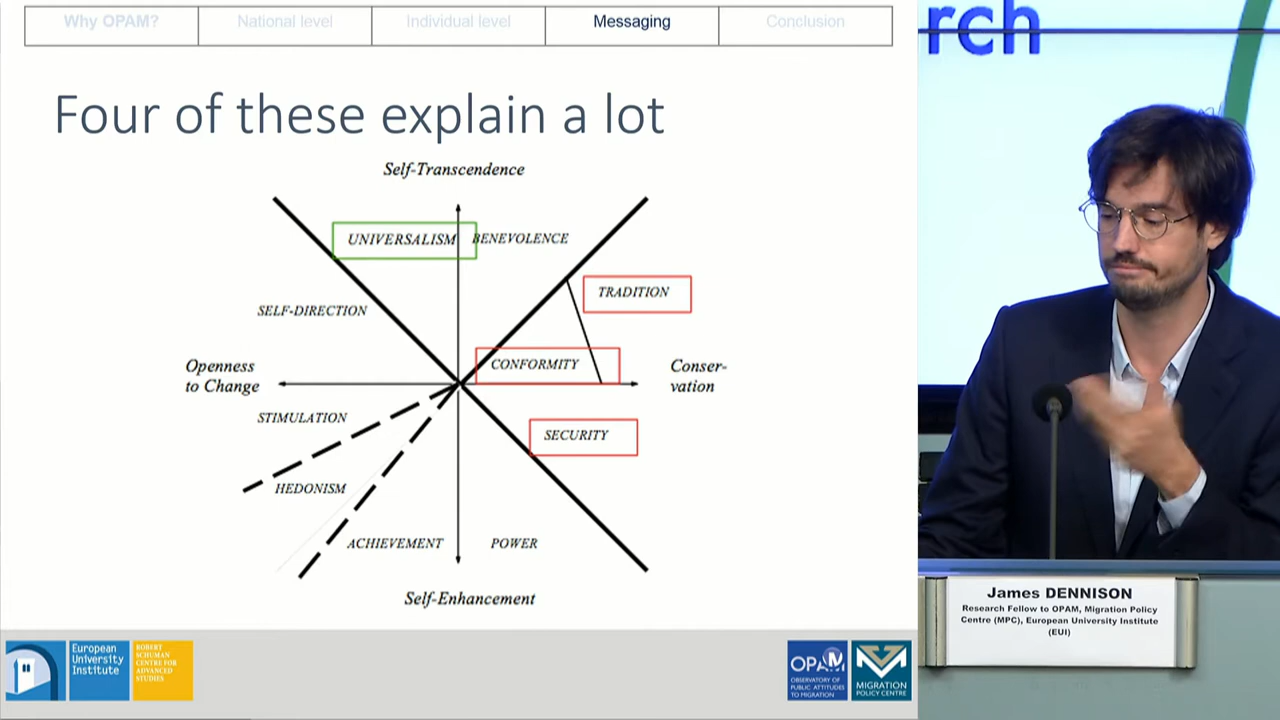 Why OPAM?
National level
Individual level
Messaging
Conclusion
rch
Four of these explain a lot
Self-Transcendence
UNIVERSALISM
BENEVOLENCE
TRADITION
SELF-DIRECTION
CONFORMITY
Openness
to Change
Conser-
vation
STIMULATION
SECURITY
HEDONISM
ACHIEVEMENT
POWER
Self-Enhancement
James DENNISON
Research Fellow to OPAM, Migration Policy
Centre (MPC), European University Institute
(EUI)
European
University
Institute
ROBERT
SCHUMAN
CENTRE FOR
ADVANCED
STUDIES
OPAM
OBSERVATORY OF
PUBLIC ATTITUDES
TO MIGRATION
MIGRATION
POLICY CENTRE